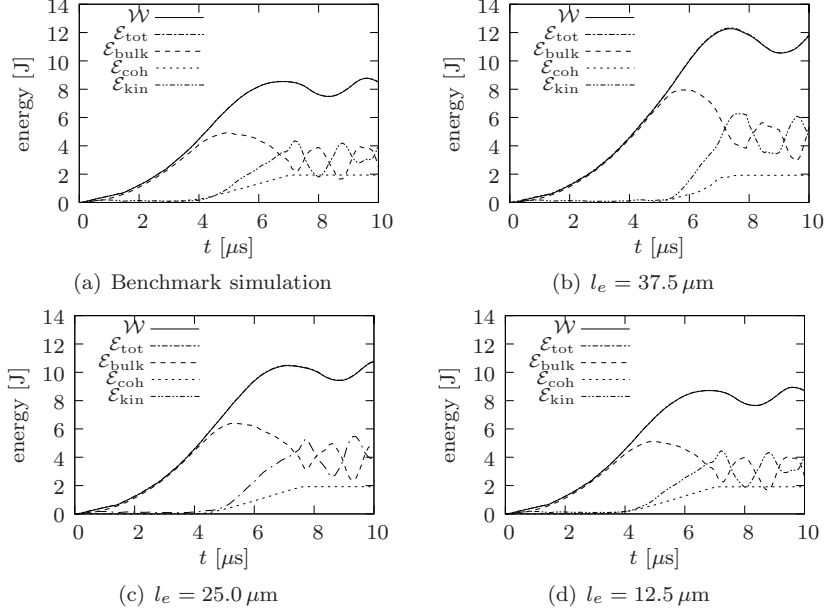 14
12
10
8
6
4
2
0
energy [J]
𝒲
ℰtot
ℰbulk
ℰcoh
ℰkin
0 2 4 6 8 10
t [μs]
(a) Benchmark simulation
14
12
10
8
6
4
2
0
energy [J]
𝒲
ℰtot
ℰbulk
ℰcoh
ℰkin
0 2 4 6 8 10
t [μs]
(b) lₑ = 37.5 μm
14
12
10
8
6
4
2
0
energy [J]
𝒲
ℰtot
ℰbulk
ℰcoh
ℰkin
0 2 4 6 8 10
t [μs]
(c) lₑ = 25.0 μm
14
12
10
8
6
4
2
0
energy [J]
𝒲
ℰtot
ℰbulk
ℰcoh
ℰkin
0 2 4 6 8 10
t [μs]
(d) lₑ = 12.5 μm